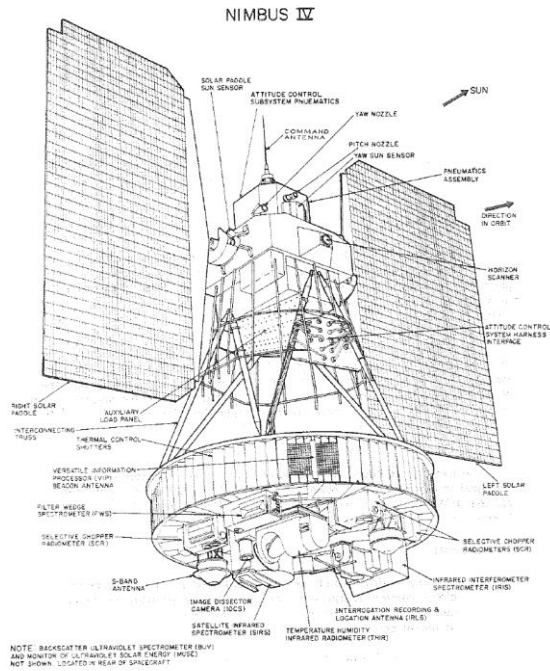 NIMBUS IV
SOLAR PADDLE
SUN SENSOR
ATTITUDE CONTROL
SUBSYSTEM PNUEMATICS
COMMAND
ANTENNA
YAW NOZZLE
SUN
PITCH NOZZLE
YAW SUN SENSOR
PNEUMATICS
ASSEMBLY
DIRECTION
IN ORBIT
HORIZON
SCANNER
ATTITUDE CONTROL
SYSTEM HARNESS
INTERFACE
RIGHT SOLAR
PADDLE
AUXILIARY
LOAD PANEL
INTERCONNECTING
TRUSS
THERMAL CONTROL
SHUTTERS
VERSATILE INFORMATION
PROCESSOR (VIP)
BEACON ANTENNA
LEFT SOLAR
PADDLE
FILTER WEDGE
SPECTROMETER (FWS)
SELECTIVE CHOPPER
RADIOMETER (SCR)
SELECTIVE CHOPPER
RADIOMETERS (SCR)
S-BAND
ANTENNA
INFRARED INTERFEROMETER
SPECTROMETER (IRIS)
IMAGE DISSECTOR
CAMERA (IDCS)
INTERROGATION RECORDING &
LOCATION ANTENNA (IRLS)
SATELLITE INFRARED
SPECTROMETER (SIRS)
TEMPERATURE HUMIDITY
INFRARED RADIOMETER (THIR)
NOTE: BACKSCATTER ULTRAVIOLET SPECTROMETER (BUV)
AND MONITOR OF ULTRAVIOLET SOLAR ENERGY (MUSE)
NOT SHOWN. LOCATED IN REAR OF SPACECRAFT